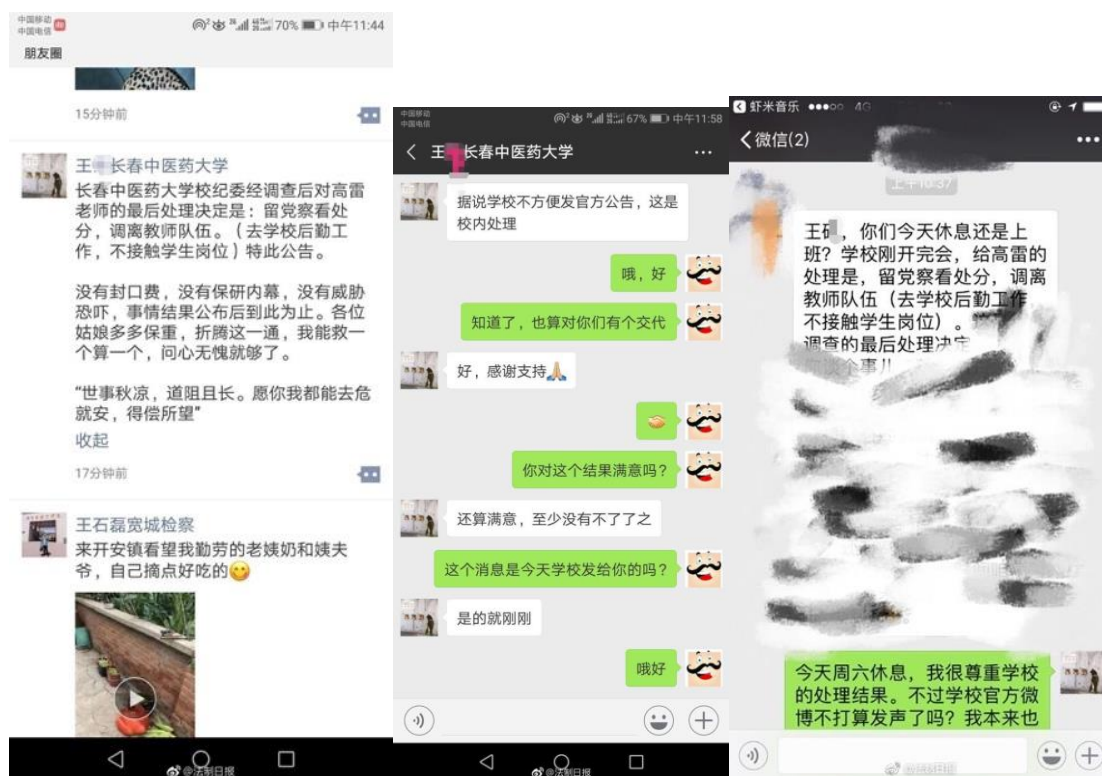 中国移动
中国电信
70% 中午11:44
朋友圈
15分钟前
王 长春中医药大学
长春中医药大学校纪委经调查后对高雷
老师的最后处理决定是：留党察看处
分，调离教师队伍。（去学校后勤工
作，不接触学生岗位）特此公告。
没有封口费，没有保研内幕，没有威胁
恐吓，事情结果公布后到此为止。各位
姑娘多多保重，折腾这一通，我能救一
个算一个，问心无愧就够了。
“世事秋凉，道阻且长。愿你我都能去危
就安，得偿所望”
收起
17分钟前
王石磊宽城检察
来开安镇看望我勤劳的老姨奶和姨夫
爷，自己摘点好吃的
@法制日报
中国移动
中国电信
67% 中午11:58
王 长春中医药大学
据说学校不方便发官方公告，这是
校内处理
哦，好
知道了，也算对你们有个交代
好，感谢支持
你对这个结果满意吗？
还算满意，至少没有不了了之
这个消息是今天学校发给你的吗？
是的就刚刚
哦好
@法制日报
虾米音乐 4G
微信(2)
上午10:37
王 ，你们今天休息还是上
班？学校刚开完会，给高雷的
处理是，留党察看处分，调离
教师队伍（去学校后勤工作
不接触学生岗位）。
调查的最后处理决定
个事儿
今天周六休息，我很尊重学校
的处理结果。不过学校官方微
博不打算发声了吗？我本来也
@法制日报